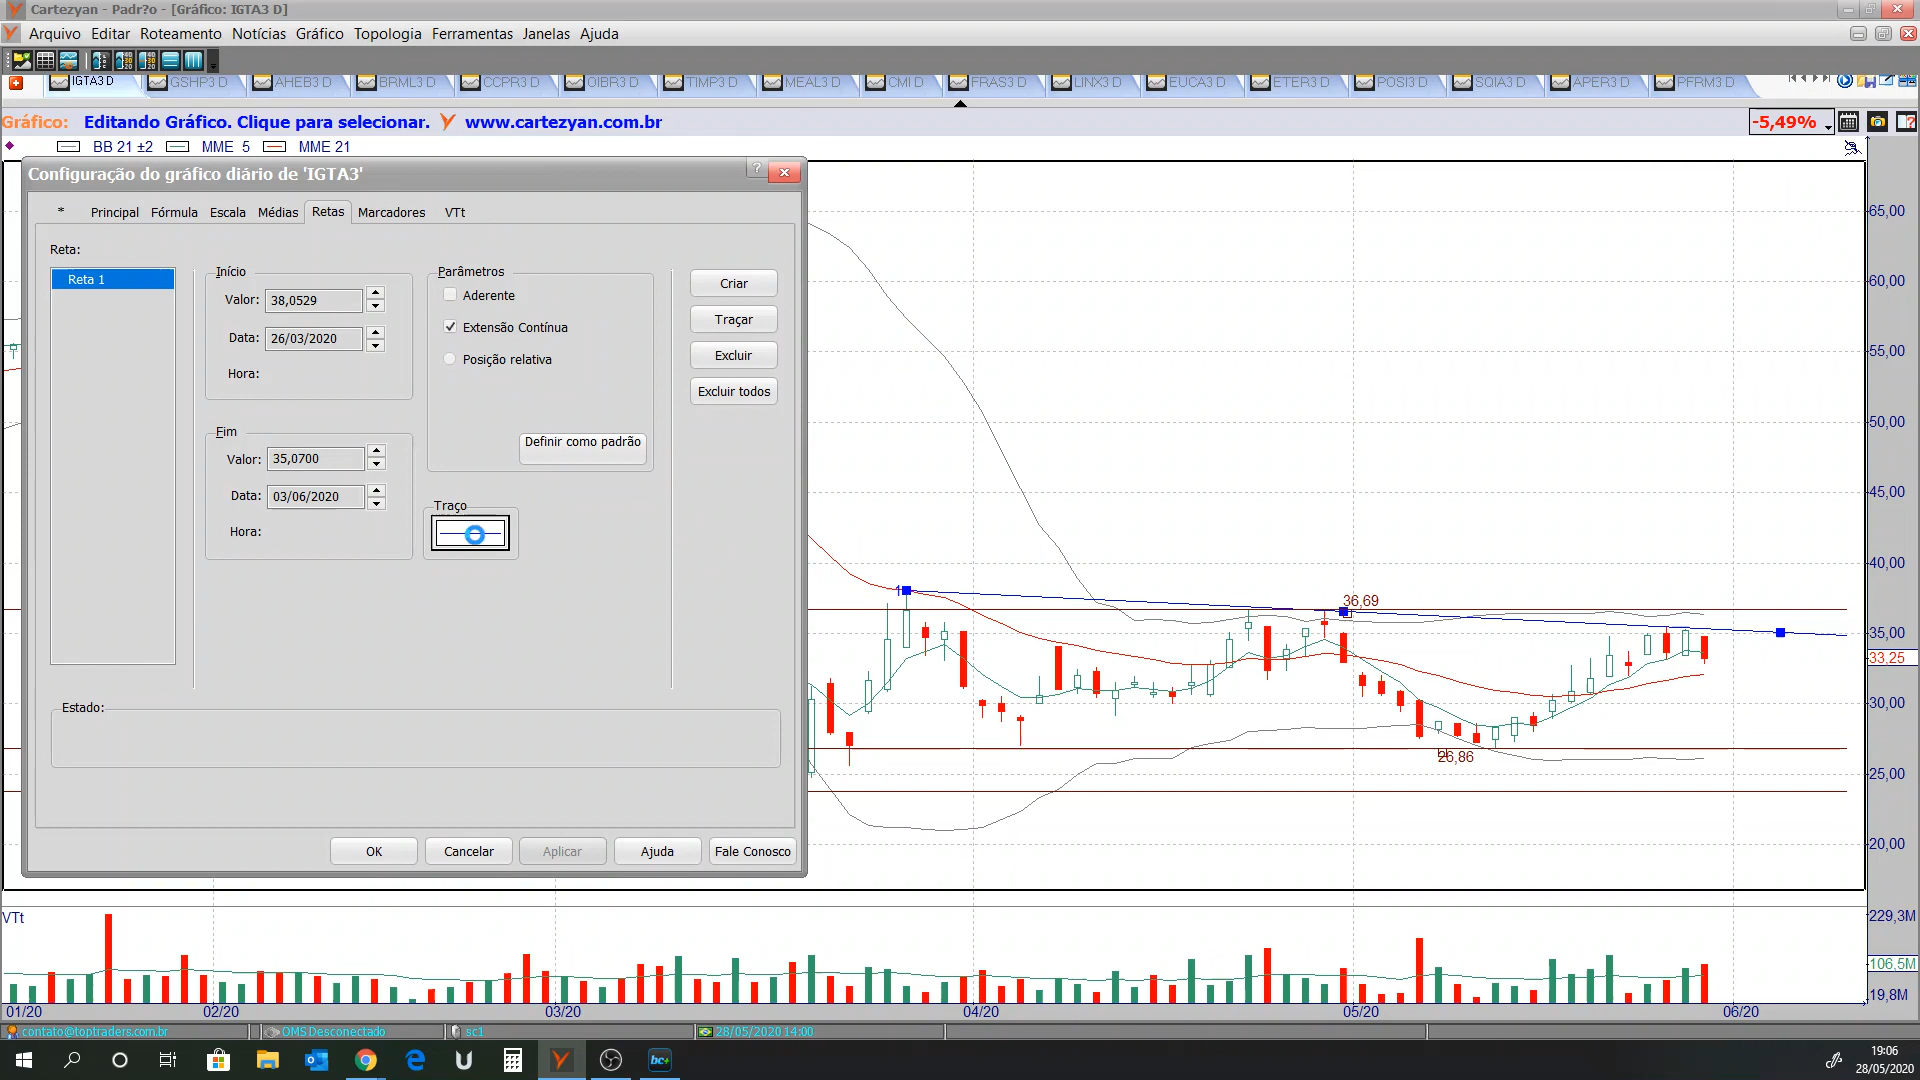 Cartezyan - Padr?o - [Gráfico: IGTA3 D]
Arquivo Editar Roteamento Notícias Gráfico Topologia Ferramentas Janelas Ajuda
IGTA3 D GSHP3 D AHEB3 D BRML3 D CCPR3 D OIBR3 D TIMP3 D MEAL3 D CMI D FRAS3 D LINX3 D EUCA3 D ETER3 D POSI3 D SQIA3 D APER3 D PFRM3 D
Gráfico: Editando Gráfico. Clique para selecionar. www.cartezyan.com.br -5,49%
BB 21 ±2 MME 5 MME 21
Configuração do gráfico diário de 'IGTA3'
* Principal Fórmula Escala Médias Retas Marcadores VTt
Reta:
Reta 1
Início
Valor: 38,0529
Data: 26/03/2020
Hora:
Fim
Valor: 35,0700
Data: 03/06/2020
Hora:
Parâmetros
Aderente
Extensão Contínua
Posição relativa
Definir como padrão
Traço
Criar
Traçar
Excluir
Excluir todos
Estado:
OK Cancelar Aplicar Ajuda Fale Conosco
1
36,69
26,86
65,00
60,00
55,00
50,00
45,00
40,00
35,00
33,25
30,00
25,00
20,00
VTt
229,3M
106,5M
19,8M
01/20 02/20 03/20 04/20 05/20 06/20
contato@toptraders.com.br OMS Desconectado sc1 28/05/2020 14:00
bc+
19:06
28/05/2020